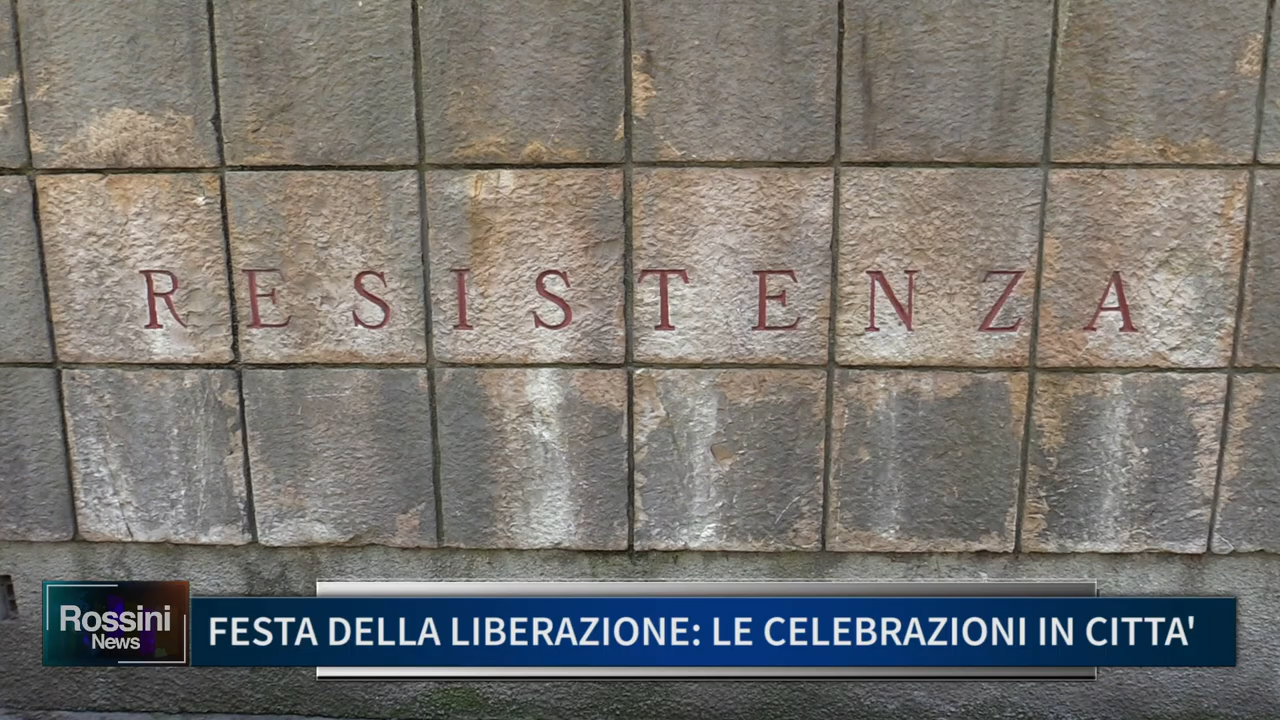 RESISTENZA
Rossini
News
FESTA DELLA LIBERAZIONE: LE CELEBRAZIONI IN CITTA'